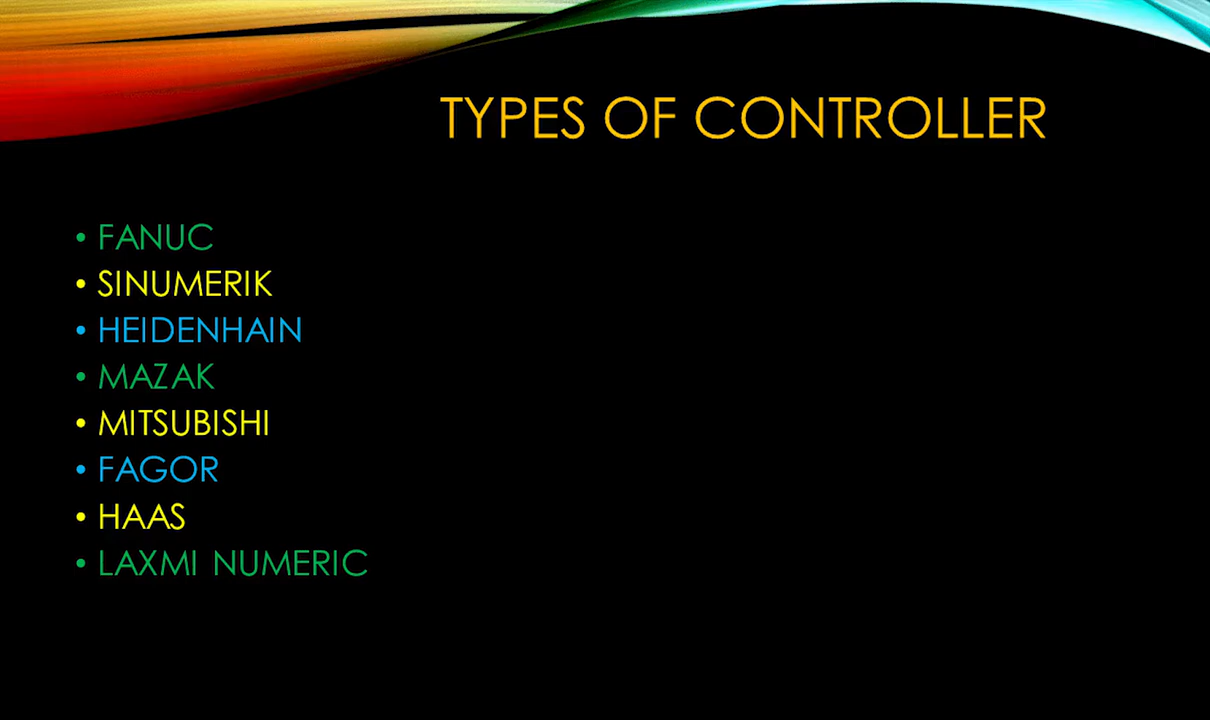 TYPES OF CONTROLLER
• FANUC
• SINUMERIK
• HEIDENHAIN
• MAZAK
• MITSUBISHI
• FAGOR
• HAAS
• LAXMI NUMERIC